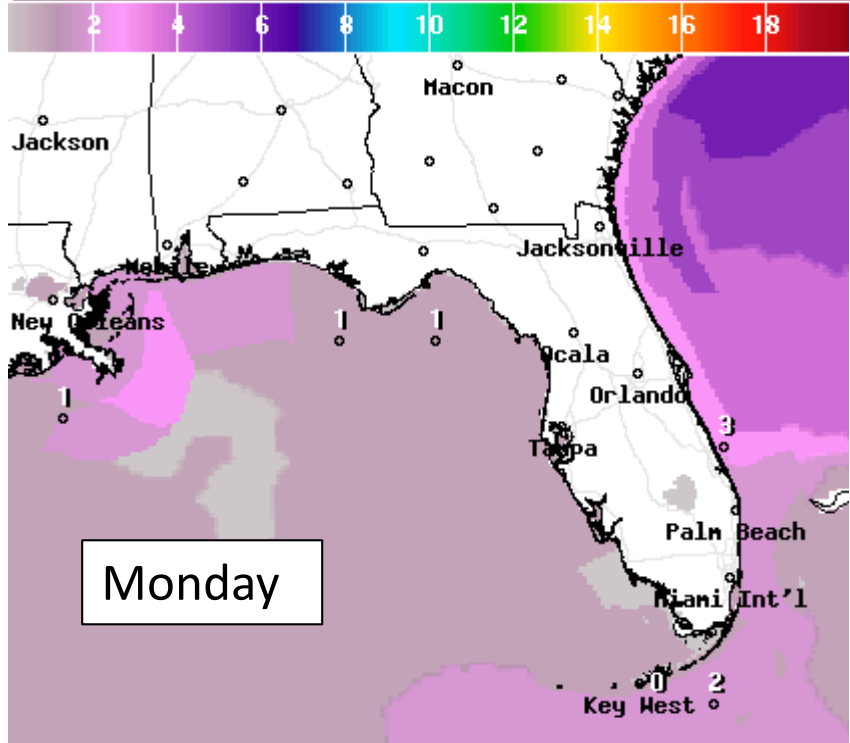 2 4 6 8 10 12 14 16 18
Macon
Jackson
Jacksonville
Mobile
New Orleans
1 1
Ocala
Orlando
1
3
Tampa
Palm Beach
Monday
Miami Int'l
0 2
Key West